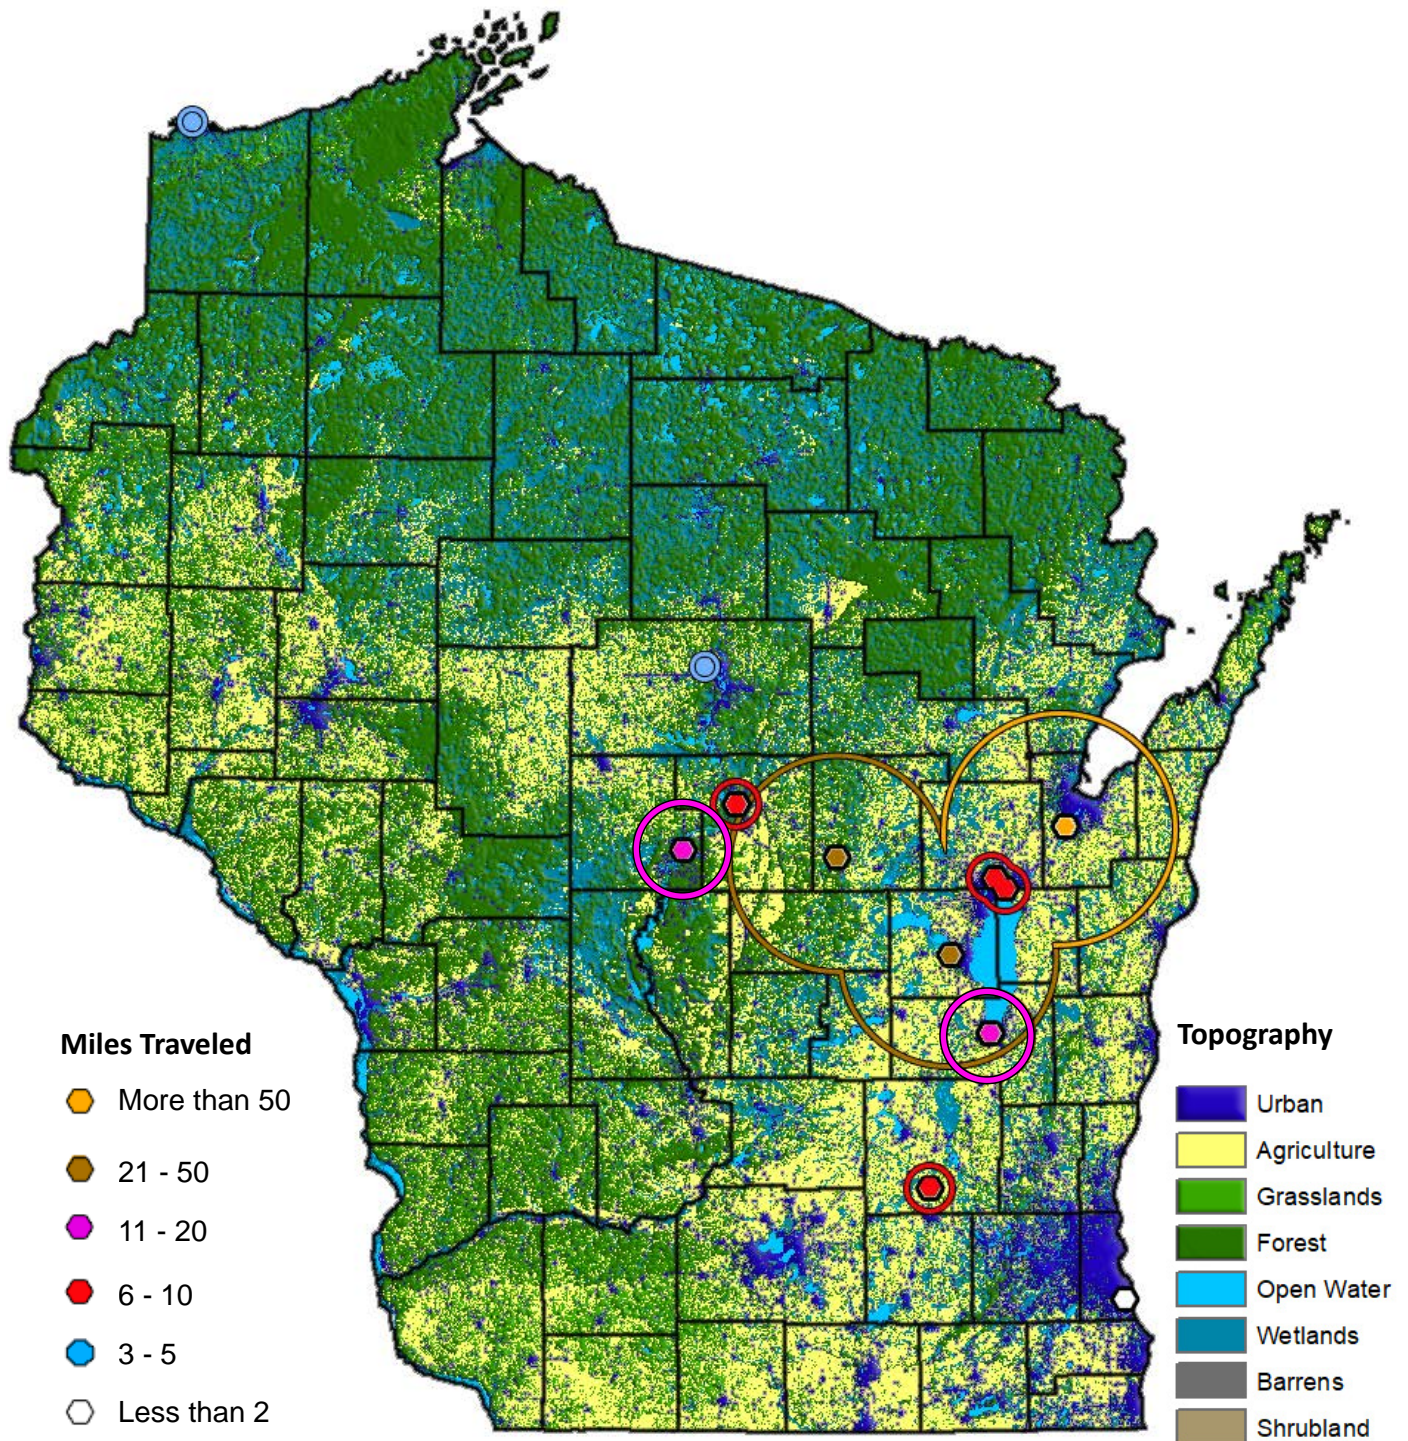 Miles Traveled
More than 50
21 - 50
11 - 20
6 - 10
3 - 5
Less than 2
Topography
Urban
Agriculture
Grasslands
Forest
Open Water
Wetlands
Barrens
Shrubland